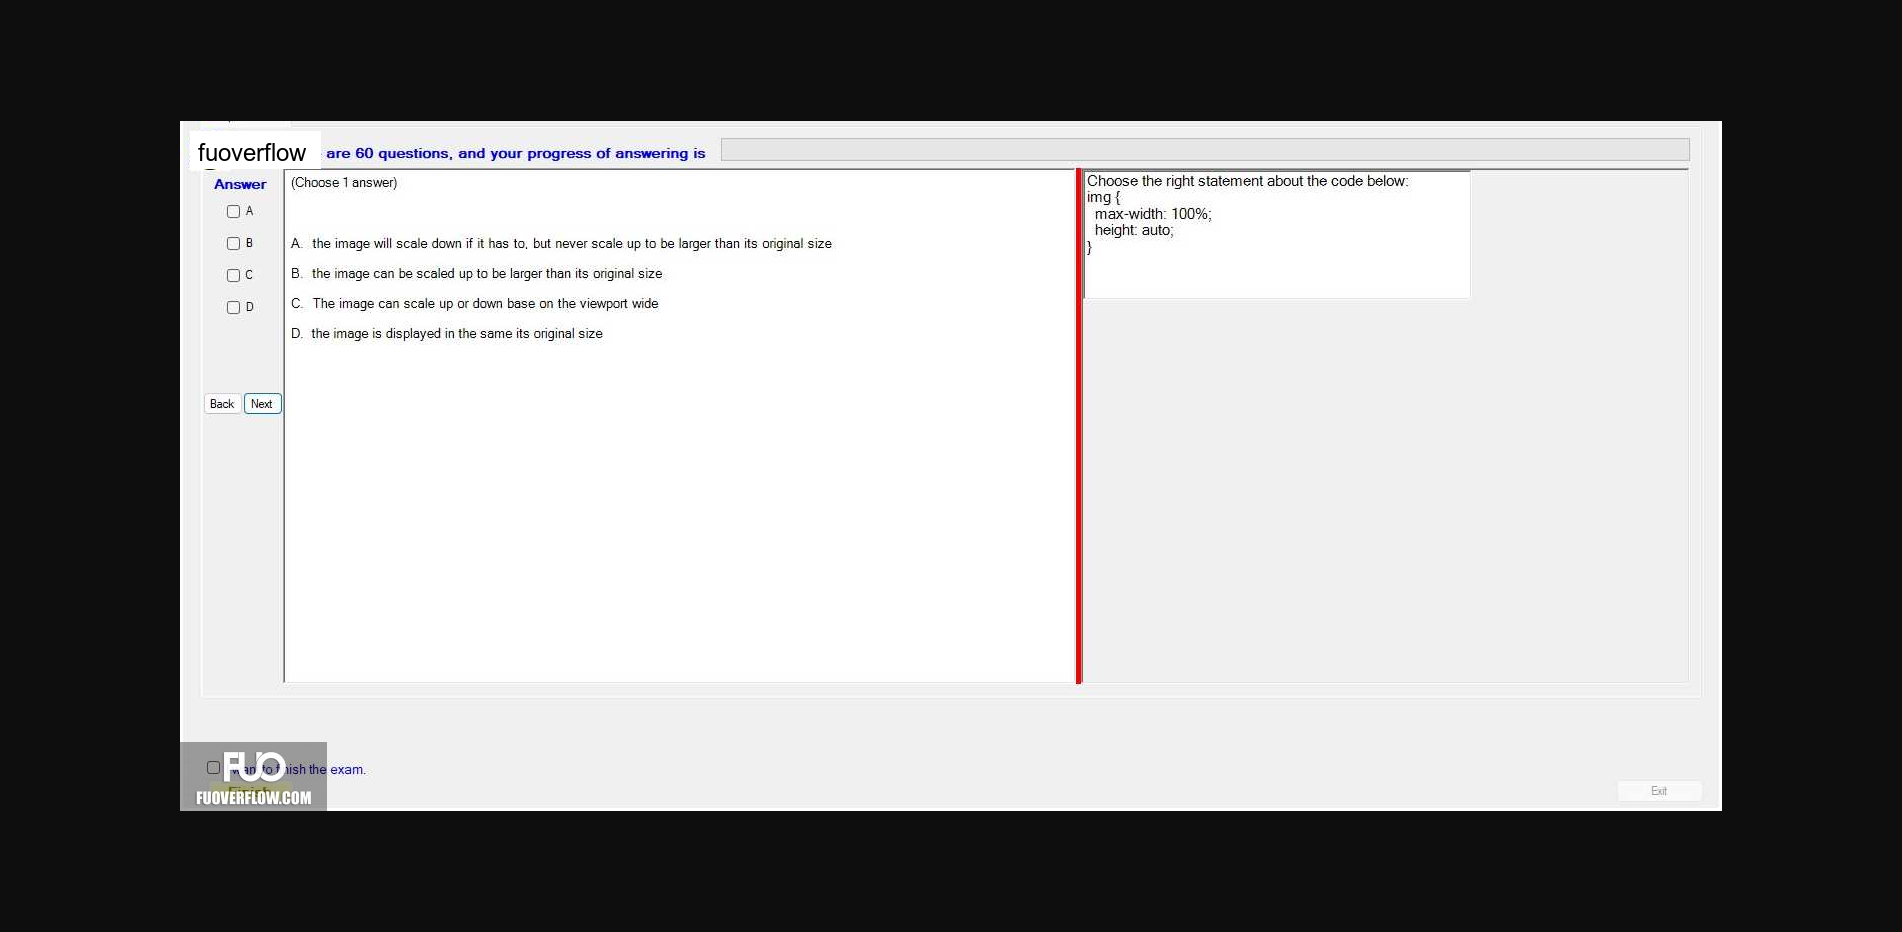 fuoverflow are 60 questions, and your progress of answering is
Answer
A
B
C
D
Back Next
(Choose 1 answer)
A. the image will scale down if it has to, but never scale up to be larger than its original size
B. the image can be scaled up to be larger than its original size
C. The image can scale up or down base on the viewport wide
D. the image is displayed in the same its original size
Choose the right statement about the code below:
img {
max-width: 100%;
height: auto;
}
FUO
want to finish the exam.
Finish
FUOVERFLOW.COM
Exit